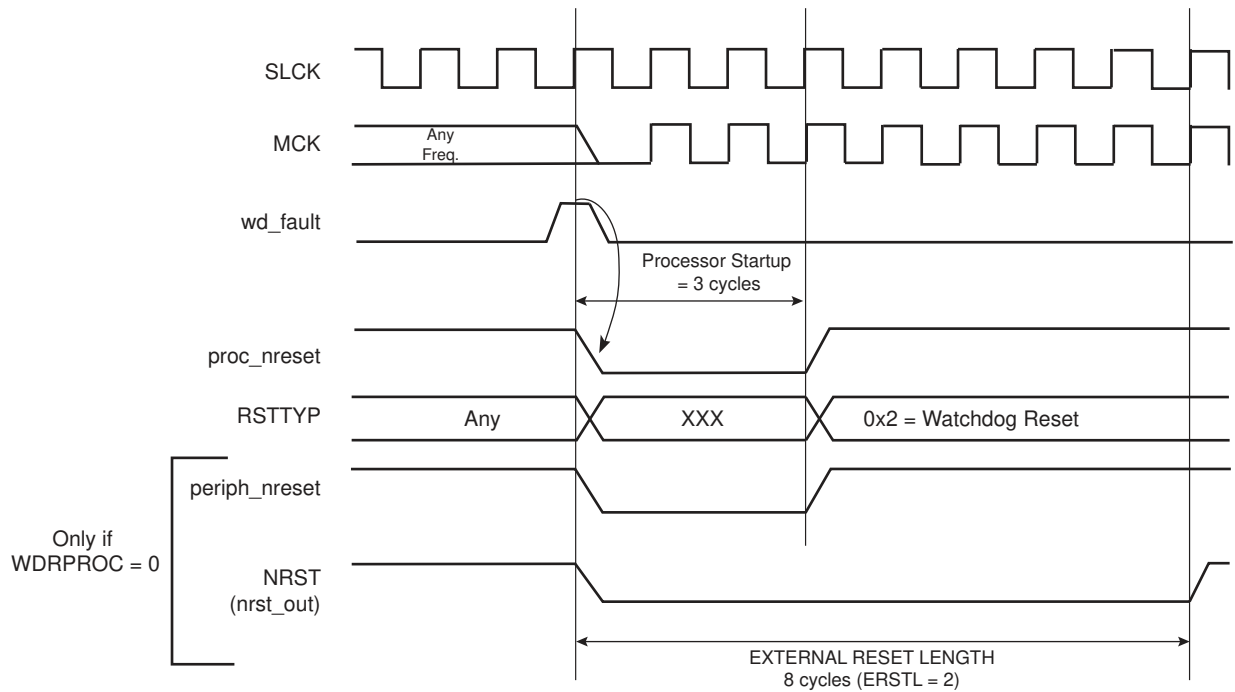 SLCK
MCK
Any
Freq.
wd_fault
Processor Startup
= 3 cycles
proc_nreset
RSTTYP
Any
XXX
0x2 = Watchdog Reset
periph_nreset
Only if
WDRPROC = 0
NRST
(nrst_out)
EXTERNAL RESET LENGTH
8 cycles (ERSTL = 2)